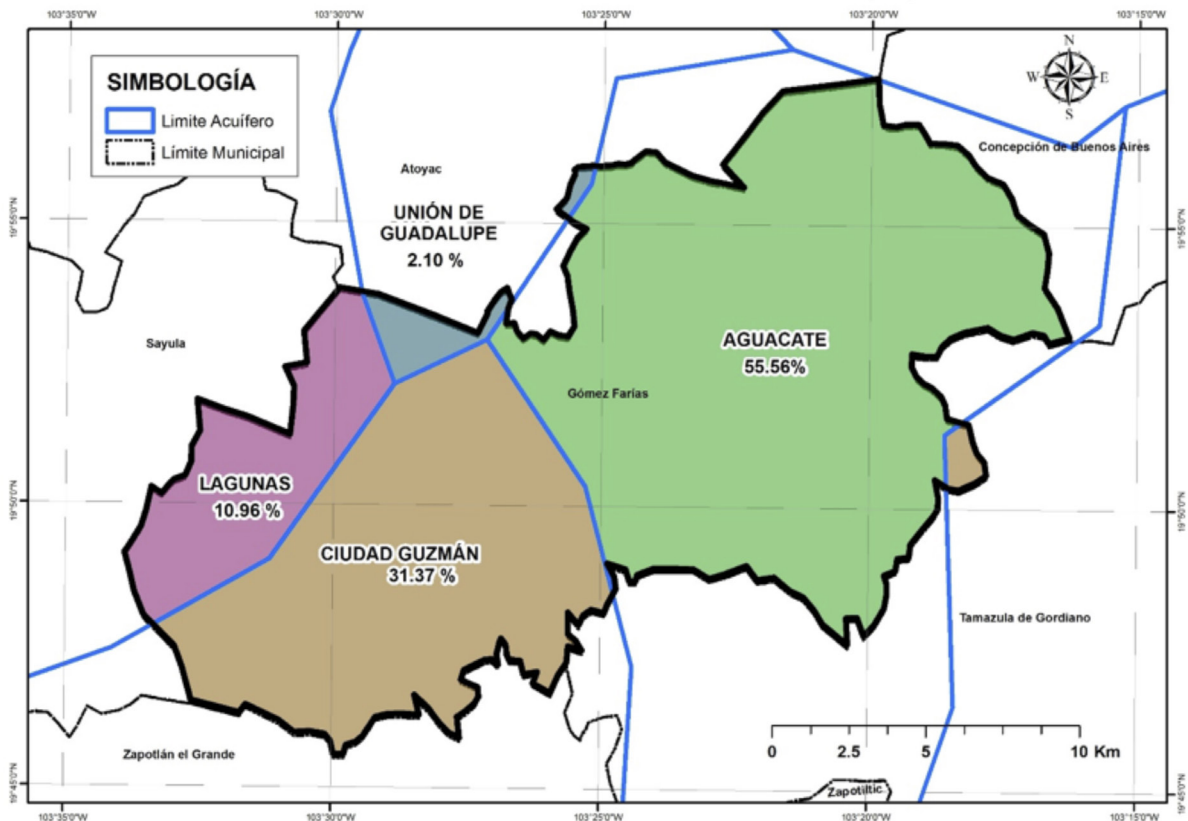 103°35'0"W
103°30'0"W
103°25'0"W
103°20'0"W
103°15'0"W
SIMBOLOGÍA
Limite Acuífero
Límite Municipal
N
W
E
S
Concepción de Buenos Aires
Atoyac
UNIÓN DE
GUADALUPE
2.10 %
19°55'0"N
19°55'0"N
Sayula
AGUACATE
55.56%
Gómez Farías
LAGUNAS
10.96 %
19°50'0"N
19°50'0"N
CIUDAD GUZMÁN
31.37 %
Tamazula de Gordiano
Zapotlán el Grande
0 2.5 5 10 Km
Zapotiltic
19°45'0"N
19°45'0"N
103°35'0"W
103°30'0"W
103°25'0"W
103°20'0"W
103°15'0"W